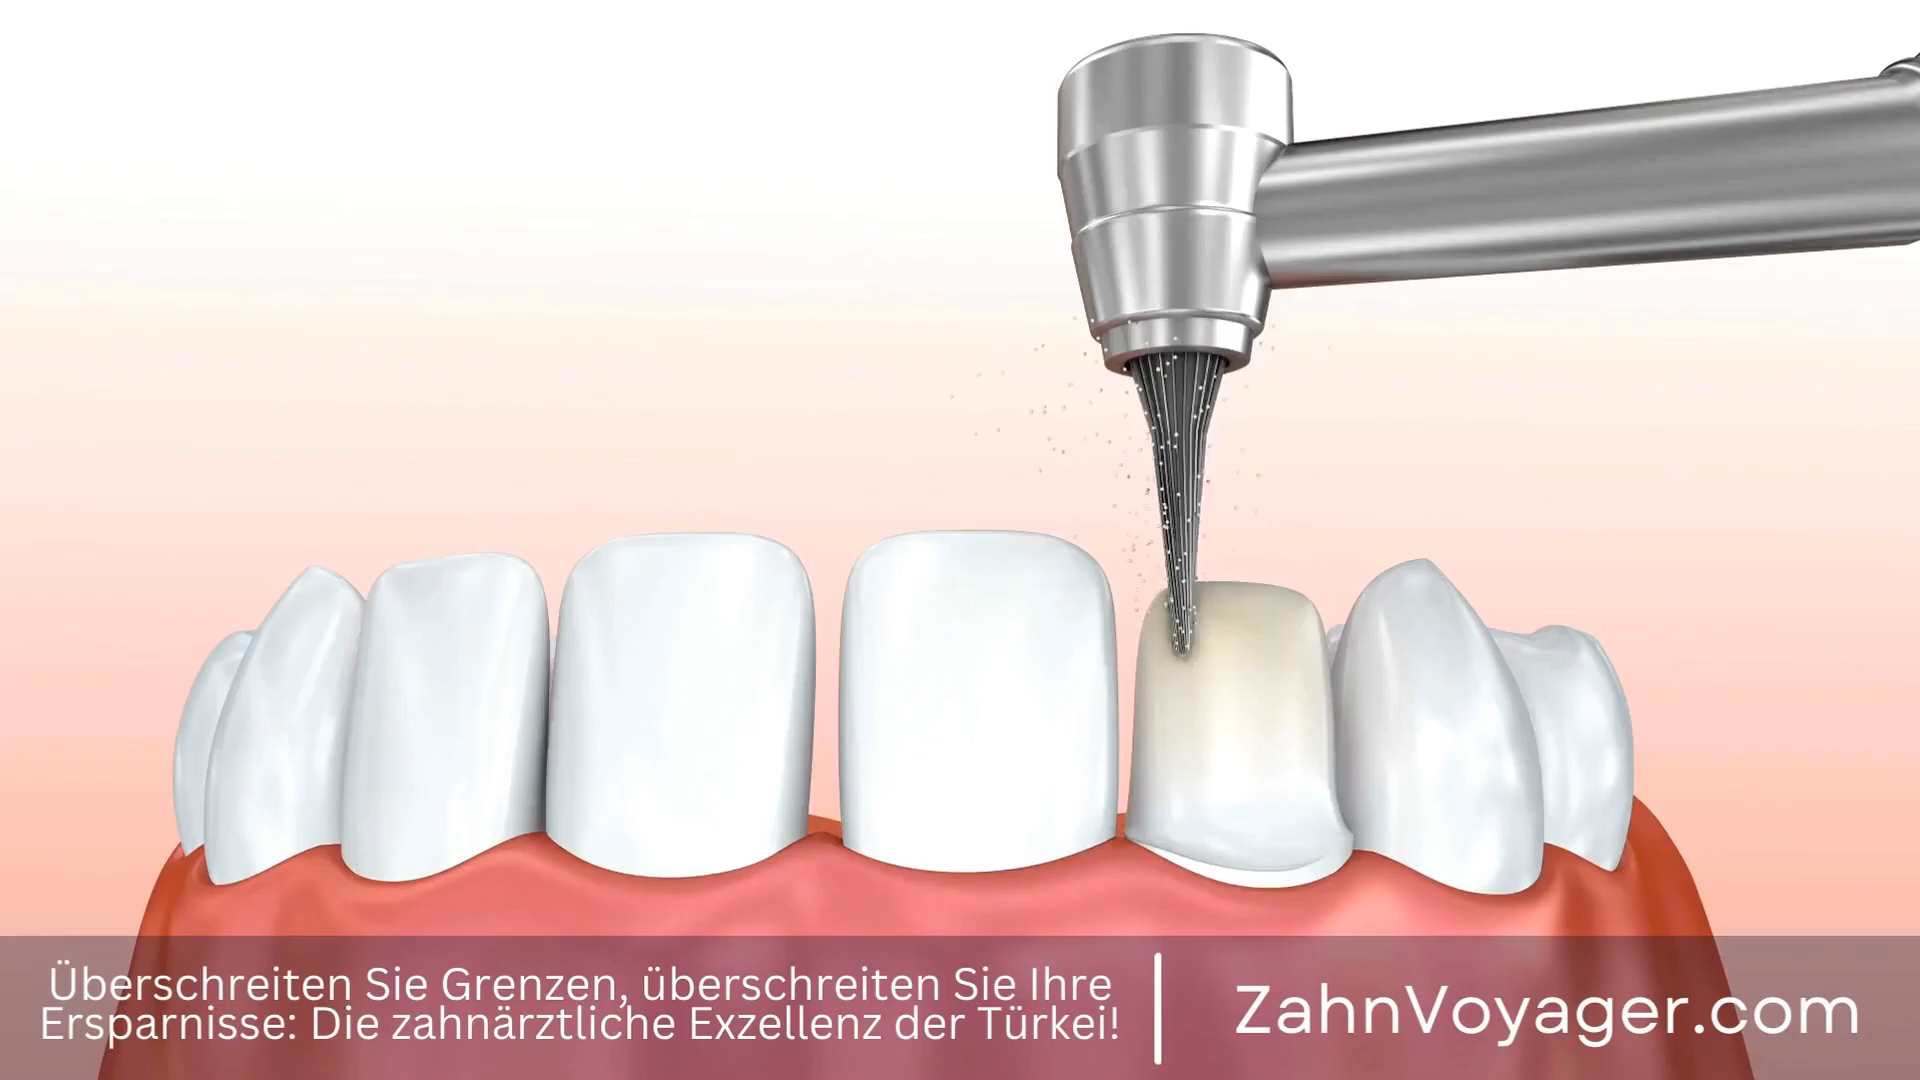 Überschreiten Sie Grenzen, überschreiten Sie Ihre
Ersparnisse: Die zahnärztliche Exzellenz der Türkei!
ZahnVoyager.com